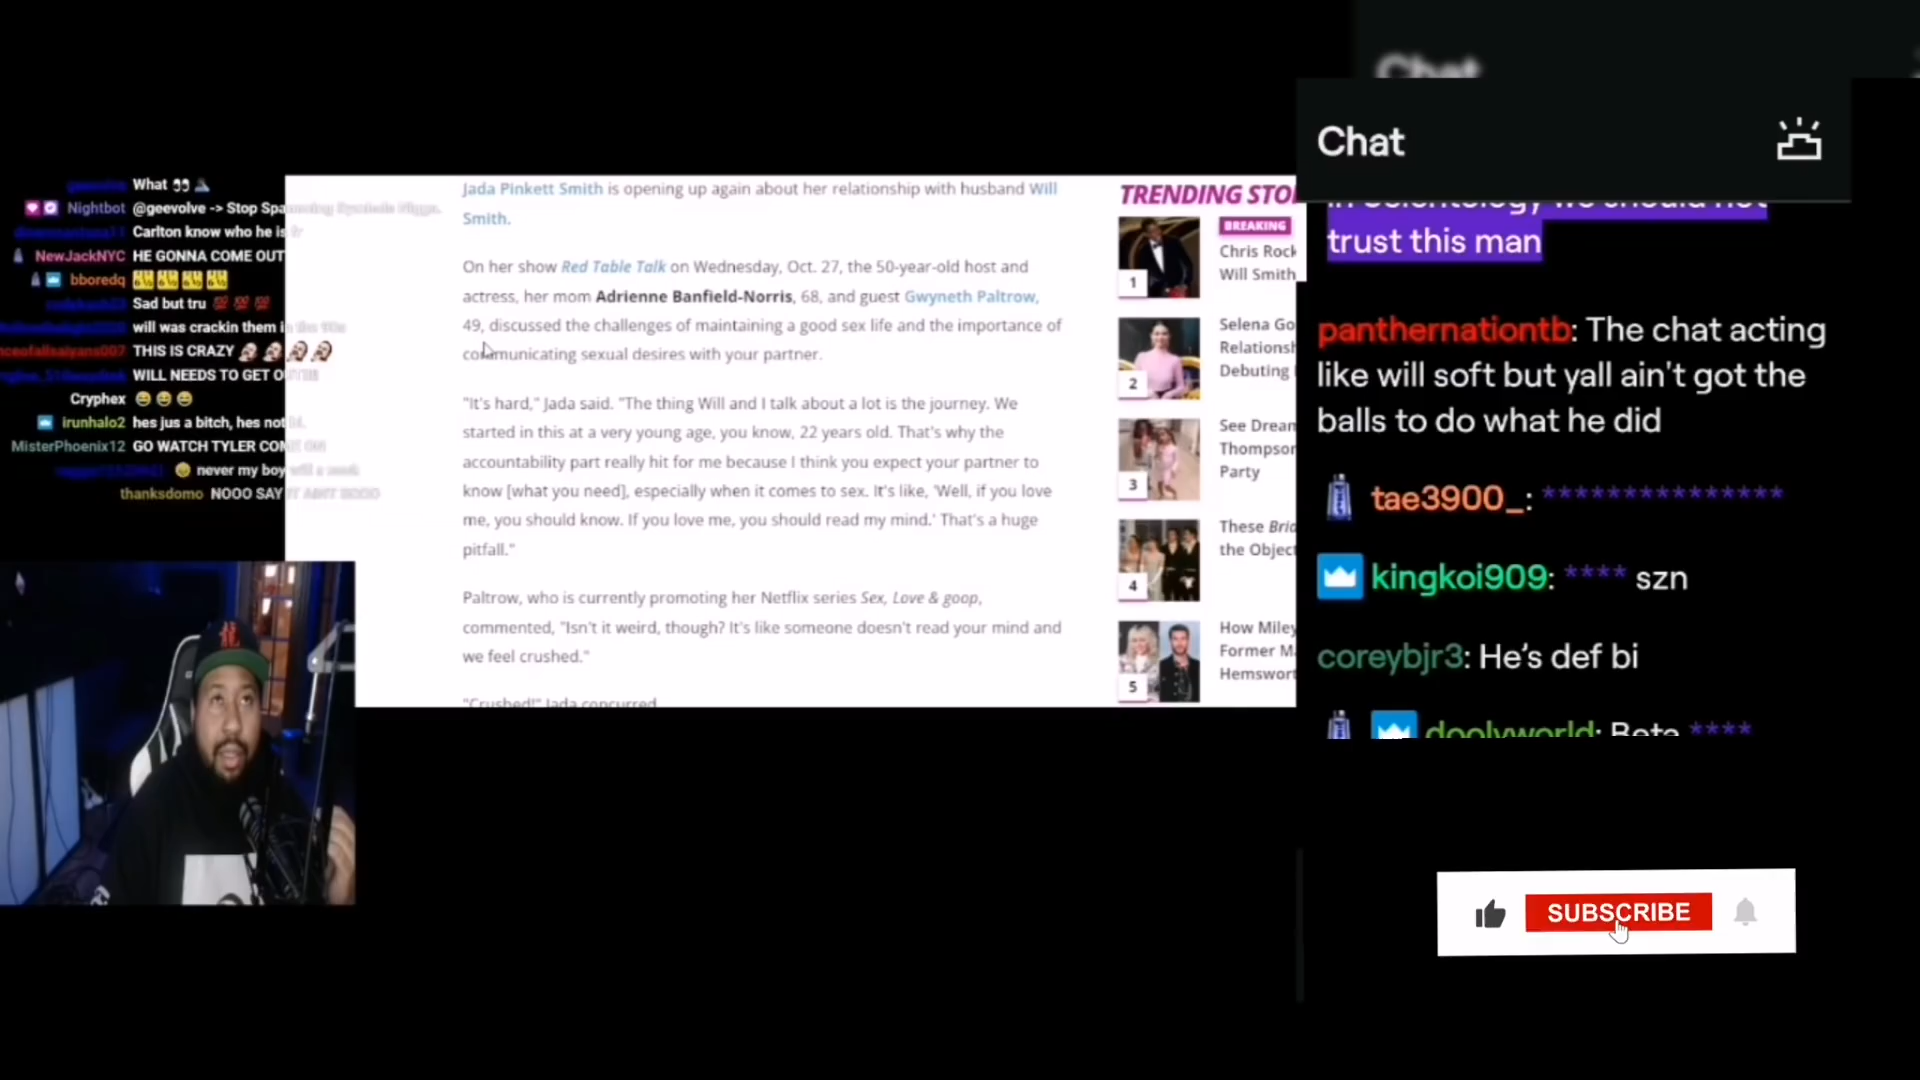 Chat
Chat
trust this man
panthernationtb: The chat acting
like will soft but yall ain't got the
balls to do what he did
tae3900_: ***************
kingkoi909: **** szn
coreybjr3: He's def bi
doolyworld: Beta ****
SUBSCRIBE
What
Nightbot @geevolve -> Stop
Carlton know who he is
NewJackNYC HE GONNA COME OUT
bboredq
Sad but tru
will was crackin them
THIS IS CRAZY
WILL NEEDS TO GET
Cryphex
irunhalo2 hes jus a bitch, hes not
MisterPhoenix12 GO WATCH TYLER
never my boy
thanksdomo NOOO SAY
Jada Pinkett Smith is opening up again about her relationship with husband Will
Smith.
On her show Red Table Talk on Wednesday, Oct. 27, the 50-year-old host and
actress, her mom Adrienne Banfield-Norris, 68, and guest Gwyneth Paltrow,
49, discussed the challenges of maintaining a good sex life and the importance of
communicating sexual desires with your partner.
"It's hard," Jada said. "The thing Will and I talk about a lot is the journey. We
started in this at a very young age, you know, 22 years old. That's why the
accountability part really hit for me because I think you expect your partner to
know [what you need], especially when it comes to sex. It's like, 'Well, if you love
me, you should know. If you love me, you should read my mind.' That's a huge
pitfall."
Paltrow, who is currently promoting her Netflix series Sex, Love & goop,
commented, "Isn't it weird, though? It's like someone doesn't read your mind and
we feel crushed."
"Crushed!" Jada concurred
TRENDING STO
BREAKING
1
Chris Rock
Will Smith
2
Selena Go
Relationsh
Debuting
3
See Dream
Thompson
Party
4
These Brid
the Object
5
How Miley
Former M
Hemswort